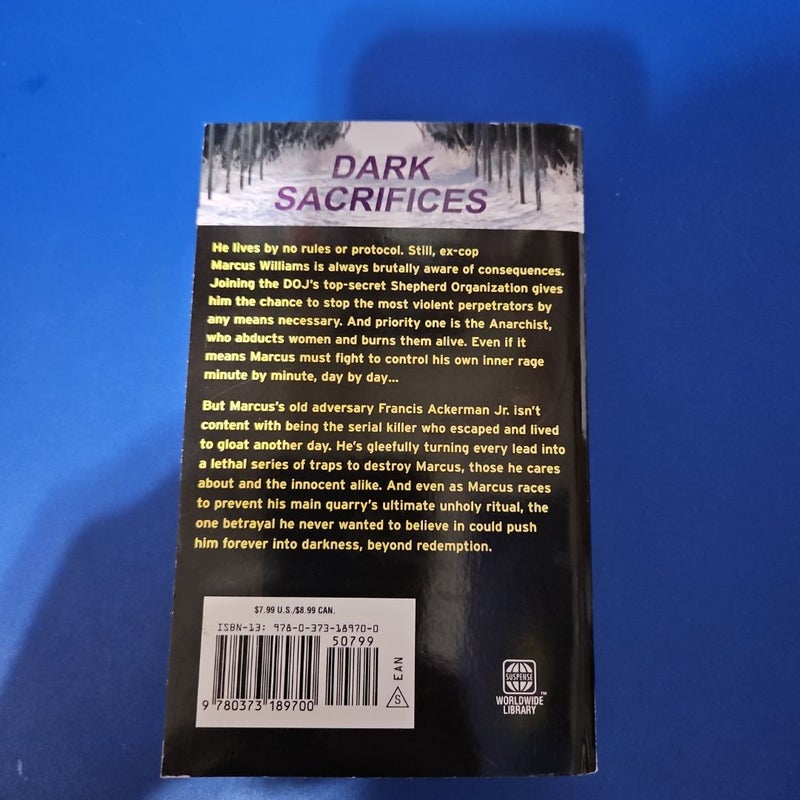 DARK
SACRIFICES
He lives by no rules or protocol. Still, ex-cop
Marcus Williams is always brutally aware of consequences.
Joining the DOJ's top-secret Shepherd Organization gives
him the chance to stop the most violent perpetrators by
any means necessary. And priority one is the Anarchist,
who abducts women and burns them alive. Even if it
means Marcus must fight to control his own inner rage
minute by minute, day by day...
But Marcus's old adversary Francis Ackerman Jr. isn't
content with being the serial killer who escaped and lived
to gloat another day. He's gleefully turning every lead into
a lethal series of traps to destroy Marcus, those he cares
about and the innocent alike. And even as Marcus races
to prevent his main quarry's ultimate unholy ritual, the
one betrayal he never wanted to believe in could push
him forever into darkness, beyond redemption.
$7.99 U.S./$8.99 CAN.
ISBN-13: 978-0-373-18970-0
50799
EAN
S
9 780373 189700
SUSPENSE
WORLDWIDE
LIBRARY™